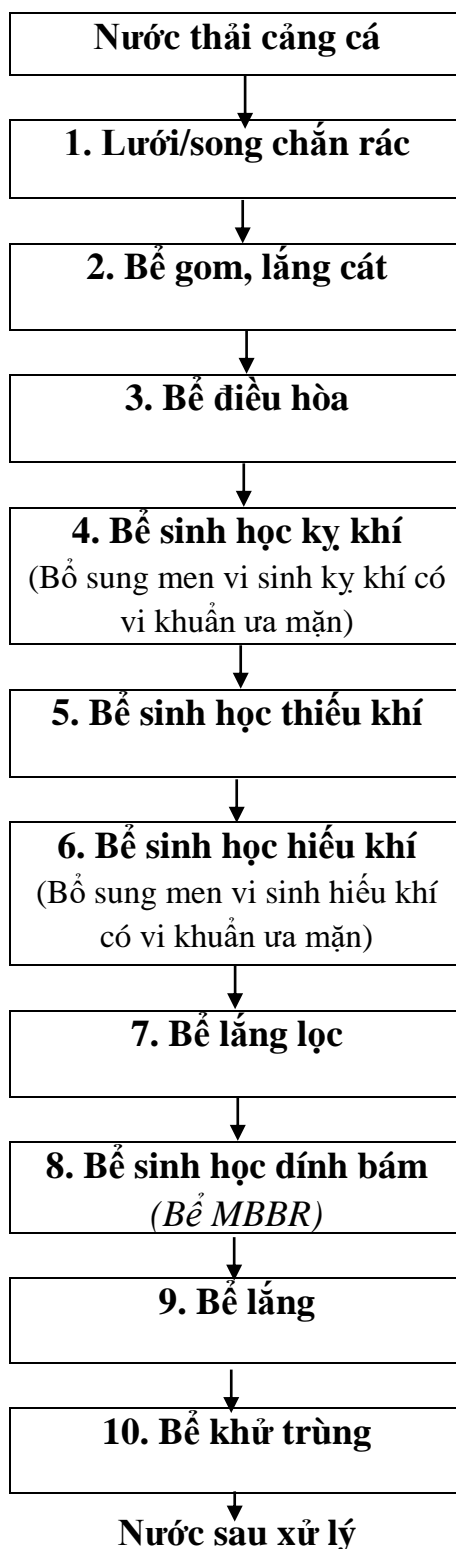 Nước thải cảng cá
1. Lưới/song chắn rác
2. Bể gom, lắng cát
3. Bể điều hòa
4. Bể sinh học kỵ khí
(Bổ sung men vi sinh kỵ khí có
vi khuẩn ưa mặn)
5. Bể sinh học thiếu khí
6. Bể sinh học hiếu khí
(Bổ sung men vi sinh hiếu khí
có vi khuẩn ưa mặn)
7. Bể lắng lọc
8. Bể sinh học dính bám
(Bể MBBR)
9. Bể lắng
10. Bể khử trùng
Nước sau xử lý